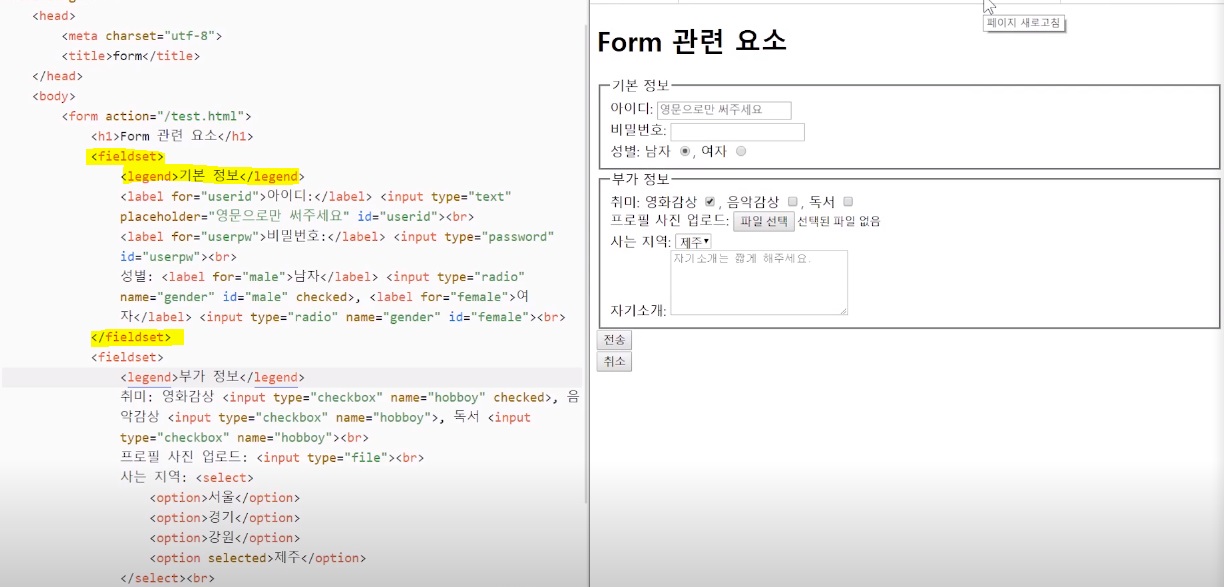 <head>
<meta charset="utf-8">
<title>form</title>
</head>
<body>
<form action="/test.html">
<h1>Form 관련 요소</h1>
<fieldset>
<legend>기본 정보</legend>
<label for="userid">아이디:</label> <input type="text"
placeholder="영문으로만 써주세요" id="userid"><br>
<label for="userpw">비밀번호:</label> <input type="password"
id="userpw"><br>
성별: <label for="male">남자</label> <input type="radio"
name="gender" id="male" checked>, <label for="female">여
자</label> <input type="radio" name="gender" id="female"><br>
</fieldset>
<fieldset>
<legend>부가 정보</legend>
취미: 영화감상 <input type="checkbox" name="hobboy" checked>, 음
악감상 <input type="checkbox" name="hobboy">, 독서 <input
type="checkbox" name="hobboy"><br>
프로필 사진 업로드: <input type="file"><br>
사는 지역: <select>
<option>서울</option>
<option>경기</option>
<option>강원</option>
<option selected>제주</option>
</select><br>
페이지 새로고침
Form 관련 요소
기본 정보
아이디: 영문으로만 써주세요
비밀번호:
성별: 남자 , 여자
부가 정보
취미: 영화감상 , 음악감상 , 독서
프로필 사진 업로드: 파일 선택 선택된 파일 없음
사는 지역: 제주
자기소개는 짧게 해주세요.
자기소개:
전송
취소